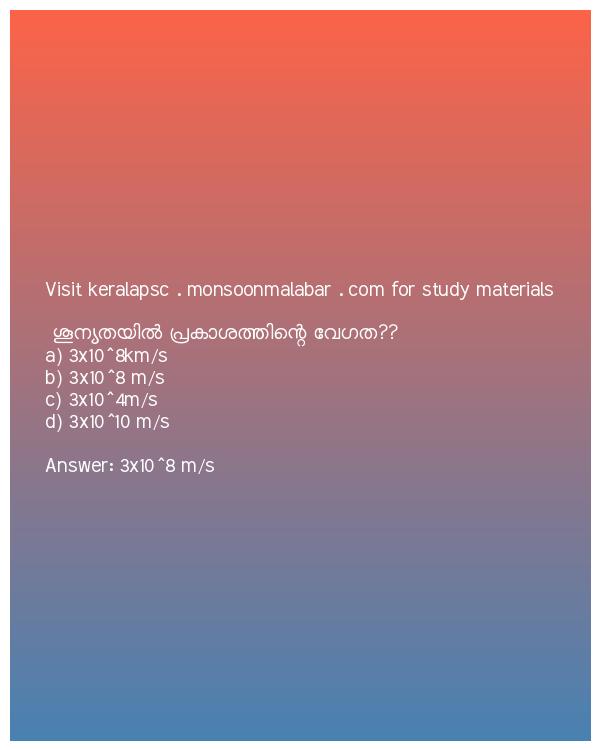 Visit keralapsc . monsoonmalabar . com for study materials
ശൂന്യതയിൽ പ്രകാശത്തിന്റെ വേഗത??
a) 3x10^8km/s
b) 3x10^8 m/s
c) 3x10^4m/s
d) 3x10^10 m/s
Answer: 3x10^8 m/s